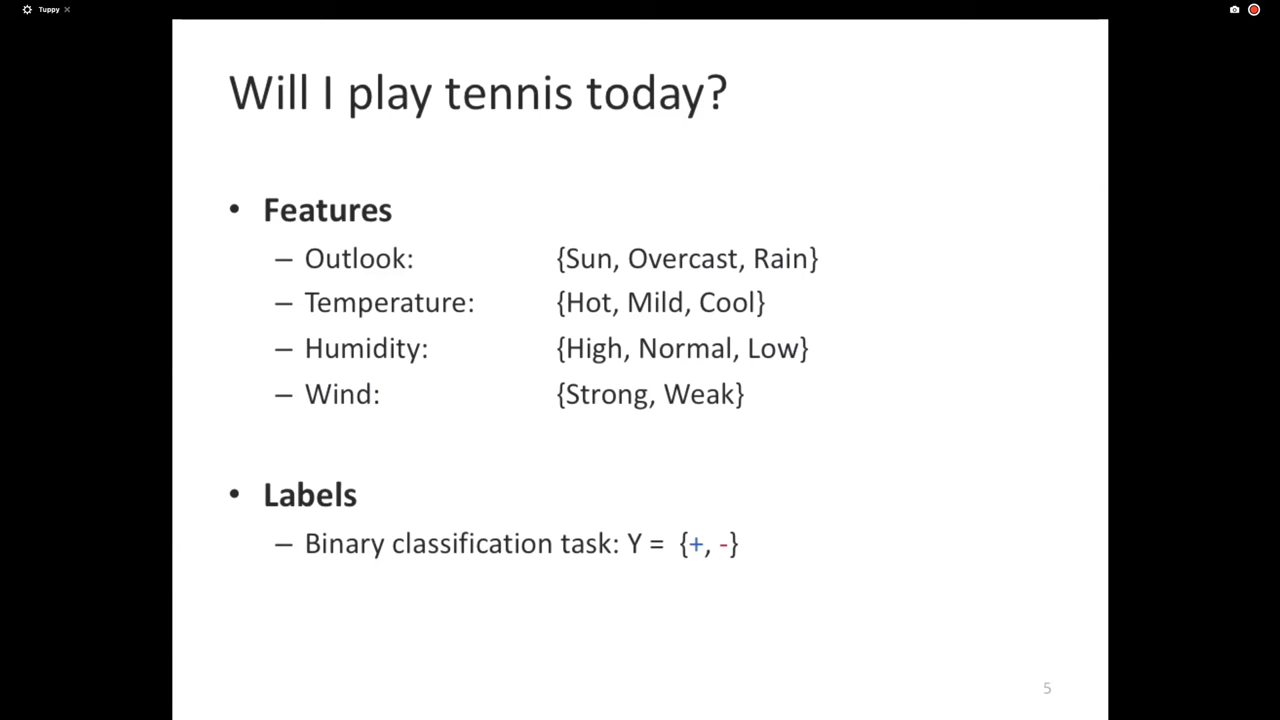 Tuppy
Will I play tennis today?
• Features
– Outlook: {Sun, Overcast, Rain}
– Temperature: {Hot, Mild, Cool}
– Humidity: {High, Normal, Low}
– Wind: {Strong, Weak}
• Labels
– Binary classification task: Y = {+, -}
5